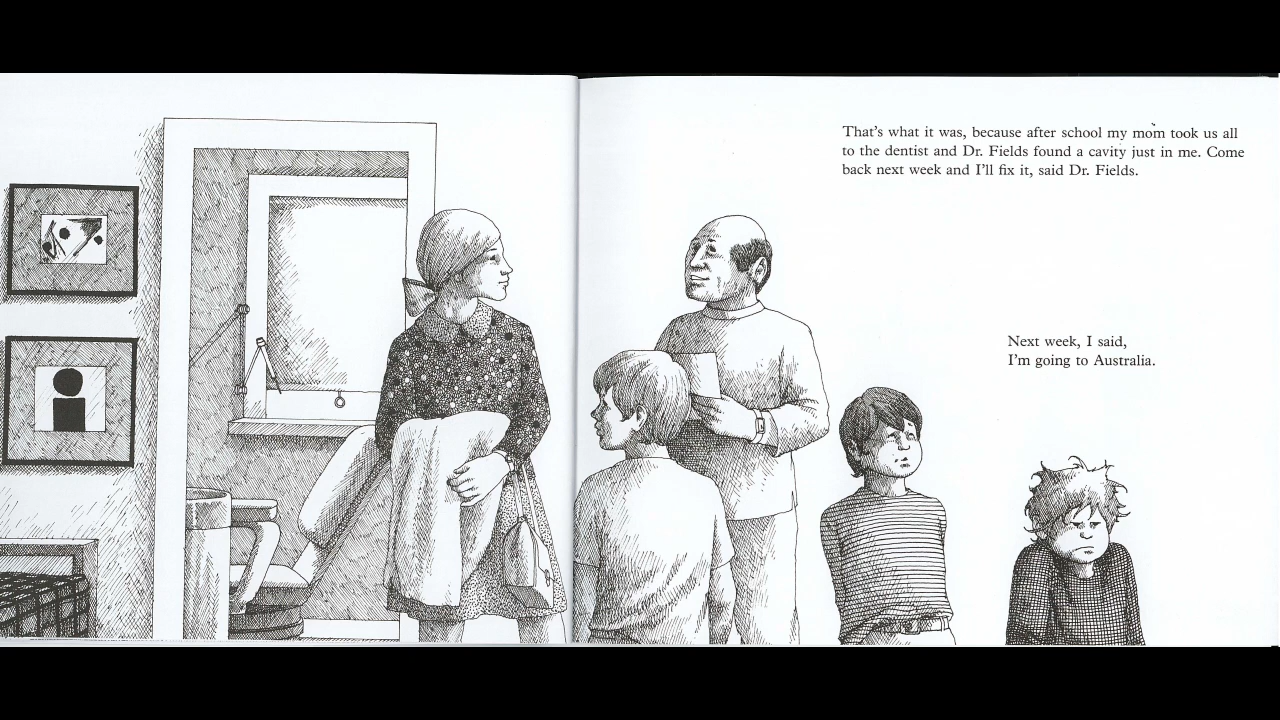 That's what it was, because after school my mom took us all
to the dentist and Dr. Fields found a cavity just in me. Come
back next week and I'll fix it, said Dr. Fields.
Next week, I said,
I'm going to Australia.